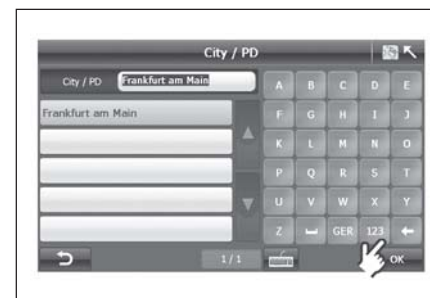 City / PD
City / PD Frankfurt am Main
Frankfurt am Main
A B C D E
F G H I J
K L M N O
P Q R S T
U V W X Y
Z GER 123
1 / 1
OK